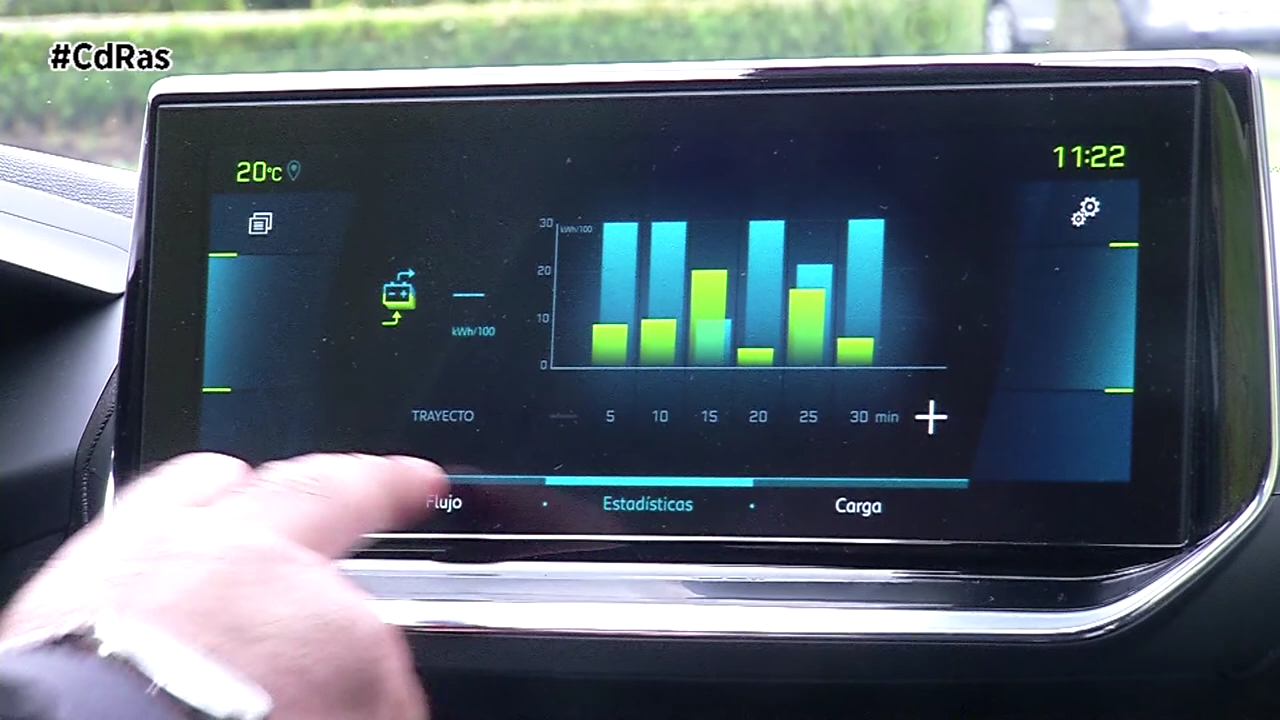 #CdRas
20°C
11:22
30
kWh/100
20
10
0
kWh/100
TRAYECTO
5 10 15 20 25 30 min
Flujo · Estadísticas · Carga